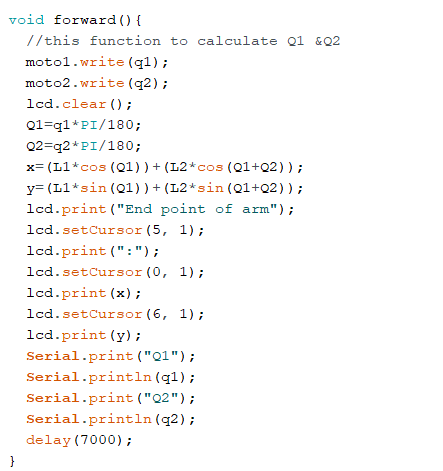 void forward(){
//this function to calculate Q1 &Q2
moto1.write(q1);
moto2.write(q2);
lcd.clear();
Q1=q1*PI/180;
Q2=q2*PI/180;
x=(L1*cos(Q1))+(L2*cos(Q1+Q2));
y=(L1*sin(Q1))+(L2*sin(Q1+Q2));
lcd.print("End point of arm");
lcd.setCursor(5, 1);
lcd.print(":");
lcd.setCursor(0, 1);
lcd.print(x);
lcd.setCursor(6, 1);
lcd.print(y);
Serial.print("Q1");
Serial.println(q1);
Serial.print("Q2");
Serial.println(q2);
delay(7000);
}